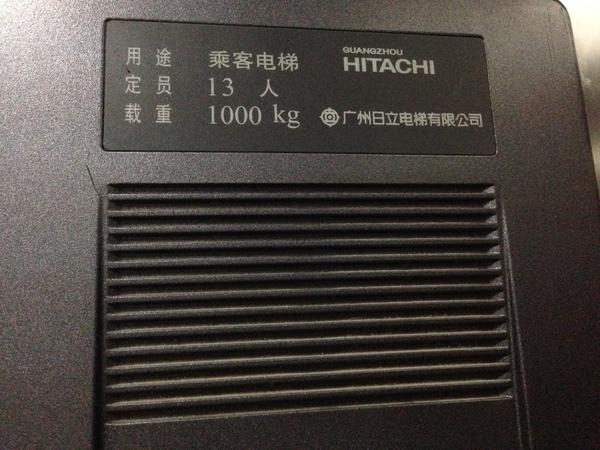 用途 乘客电梯
定员 13 人
载重 1000 kg
GUANGZHOU
HITACHI
广州日立电梯有限公司